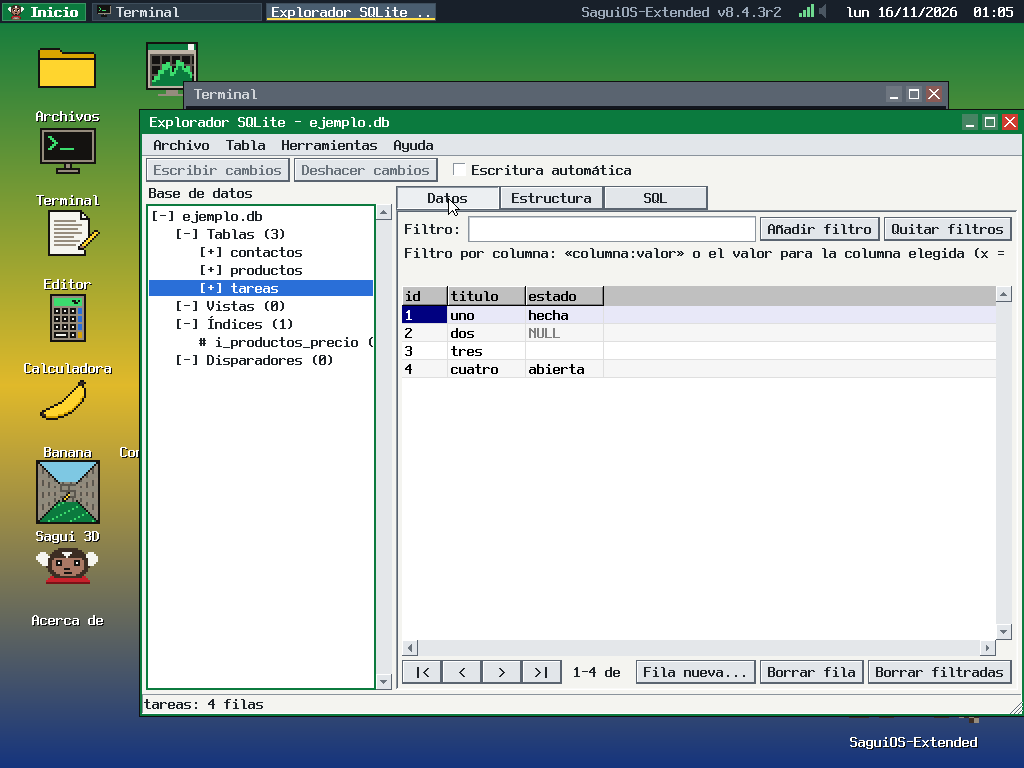 Inicio
Terminal
Explorador SQLite ..
SaguiOS-Extended v8.4.3r2
lun 16/11/2026 01:05
Archivos
Terminal
Editor
Calculadora
Banana
Sagui 3D
Acerca de
Terminal
Explorador SQLite - ejemplo.db
Archivo Tabla Herramientas Ayuda
Escribir cambios Deshacer cambios Escritura automática
Base de datos
[-] ejemplo.db
[-] Tablas (3)
[+] contactos
[+] productos
[+] tareas
[-] Vistas (0)
[-] Índices (1)
# i_productos_precio (
[-] Disparadores (0)
Datos Estructura SQL
Filtro: Añadir filtro Quitar filtros
Filtro por columna: «columna:valor» o el valor para la columna elegida (x =
id titulo estado
1 uno hecha
2 dos NULL
3 tres
4 cuatro abierta
|< < > >| 1-4 de Fila nueva... Borrar fila Borrar filtradas
tareas: 4 filas
SaguiOS-Extended